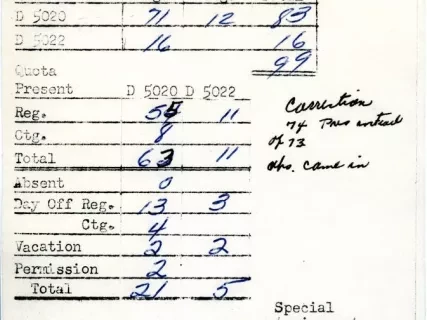 D 5020 71 12 83
D 5022 16 16
99
Quota
Present D 5020 D 5022
Reg. 55 11
Ctg. 8
Total 63 11
Absent 0
Day Off Reg. 13 3
Ctg. 4
Vacation 2 2
Permission 2
Total 21 5
Correction
74 Pres instead
of 73
abs. came in
Special